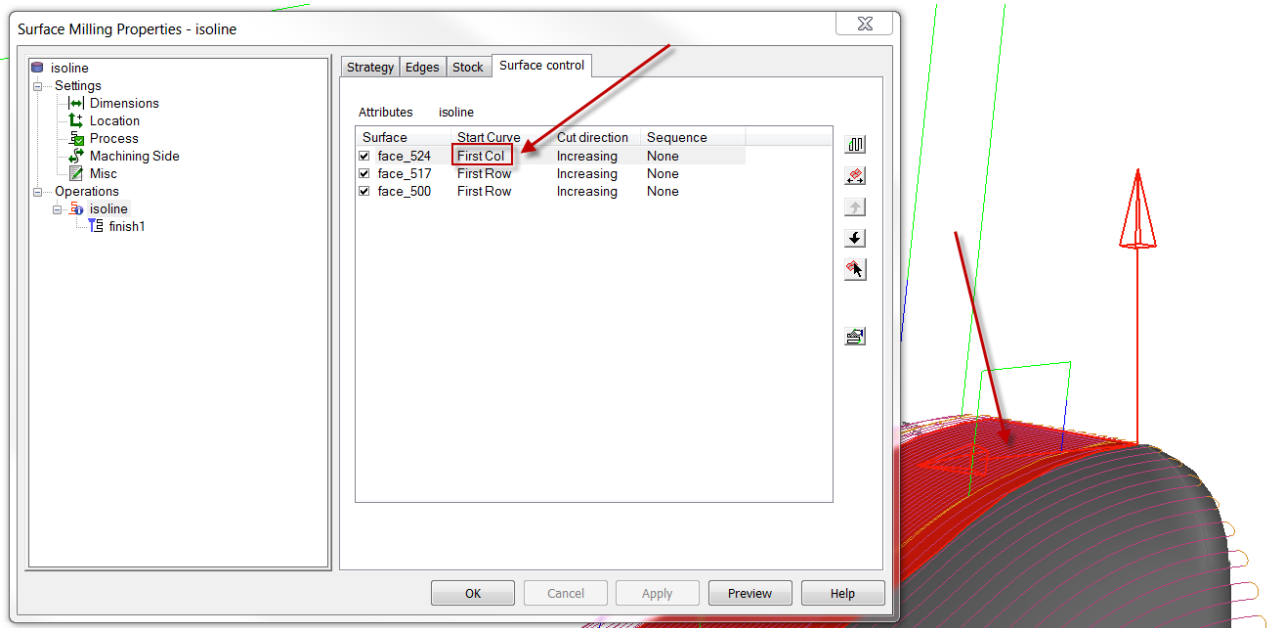 Surface Milling Properties - isoline
isoline
Settings
Dimensions
Location
Process
Machining Side
Misc
Operations
isoline
finish1
Strategy Edges Stock Surface control
Attributes isoline
Surface Start Curve Cut direction Sequence
face_524 First Col Increasing None
face_517 First Row Increasing None
face_500 First Row Increasing None
OK Cancel Apply Preview Help